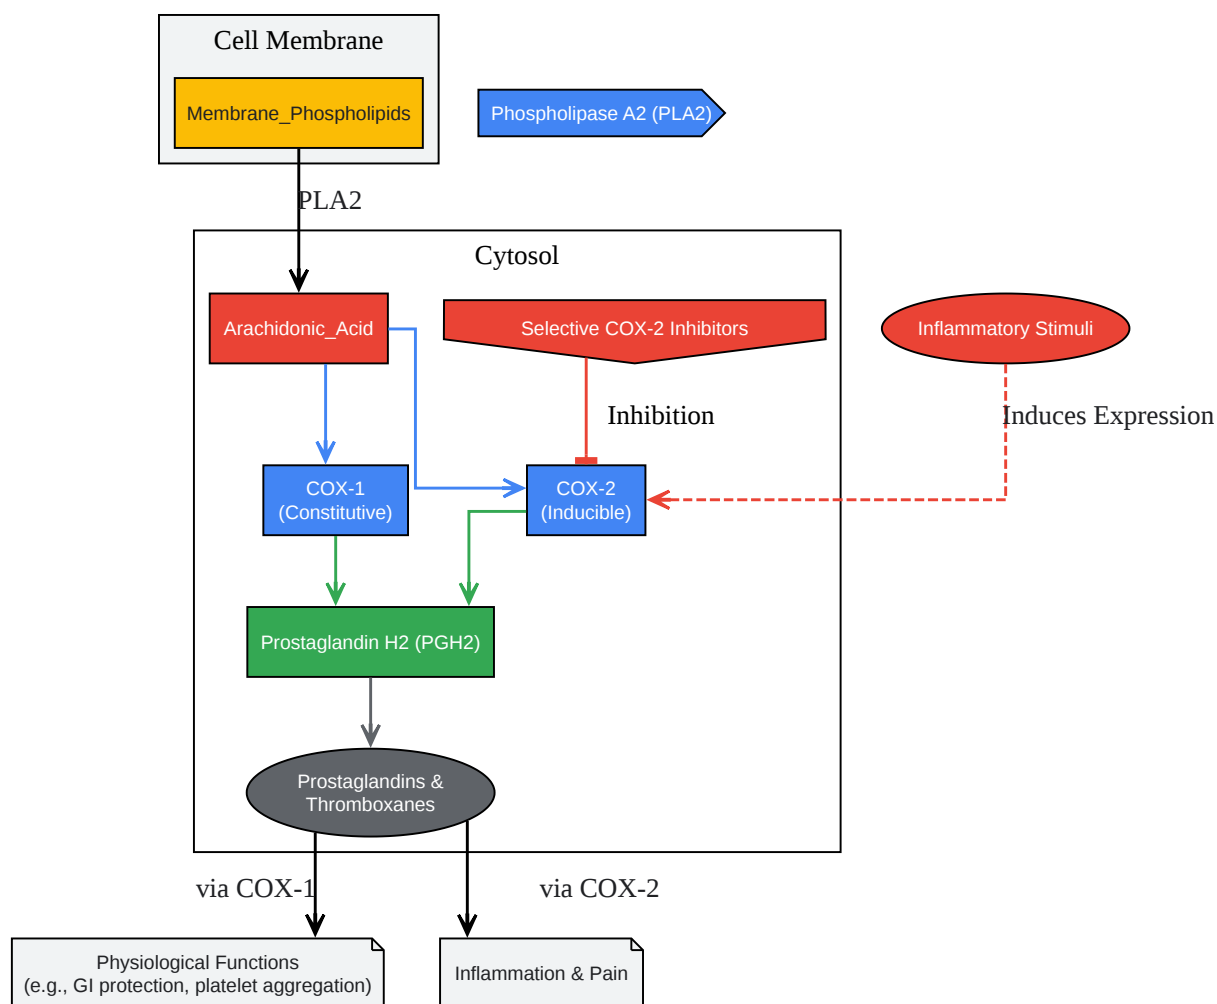 Cell Membrane
Membrane_Phospholipids
Phospholipase A2 (PLA2)
PLA2
Cytosol
Arachidonic_Acid
Selective COX-2 Inhibitors
Inflammatory Stimuli
Inhibition
Induces Expression
COX-1
(Constitutive)
COX-2
(Inducible)
Prostaglandin H2 (PGH2)
Prostaglandins &
Thromboxanes
via COX-1
via COX-2
Physiological Functions
(e.g., GI protection, platelet aggregation)
Inflammation & Pain